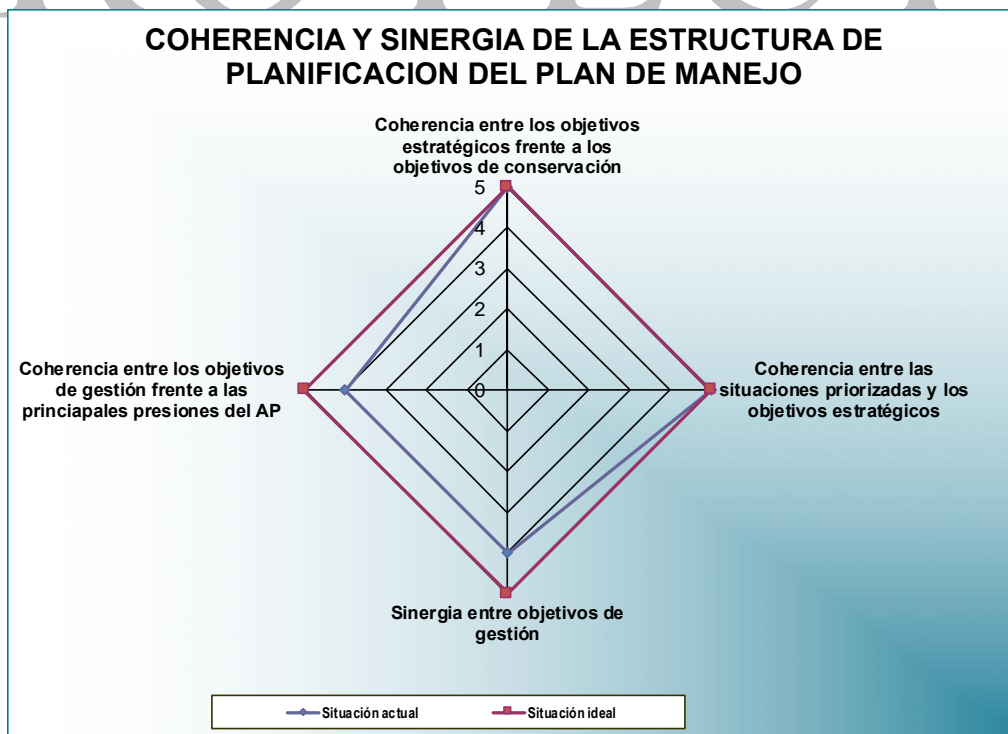 COHERENCIA Y SINERGIA DE LA ESTRUCTURA DE
PLANIFICACION DEL PLAN DE MANEJO
Coherencia entre los objetivos
estratégicos frente a los
objetivos de conservación
5
4
3
2
1
0
Coherencia entre los objetivos
de gestión frente a las
princiapales presiones del AP
Coherencia entre las
situaciones priorizadas y los
objetivos estratégicos
Sinergia entre objetivos de
gestión
Situación actual
Situación ideal